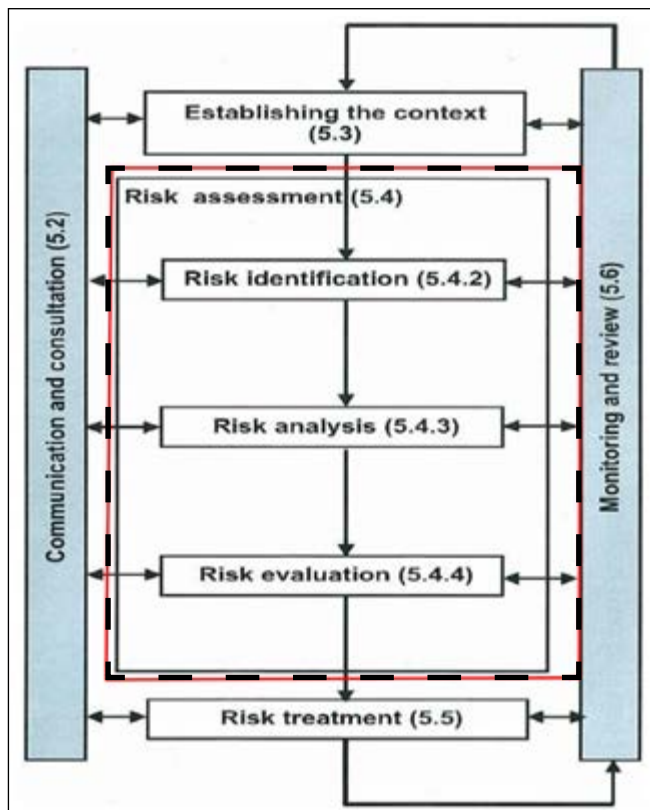 Establishing the context
(5.3)
Risk assessment (5.4)
Risk identification (5.4.2)
Risk analysis (5.4.3)
Risk evaluation (5.4.4)
Risk treatment (5.5)
Communication and consultation (5.2)
Monitoring and review (5.6)